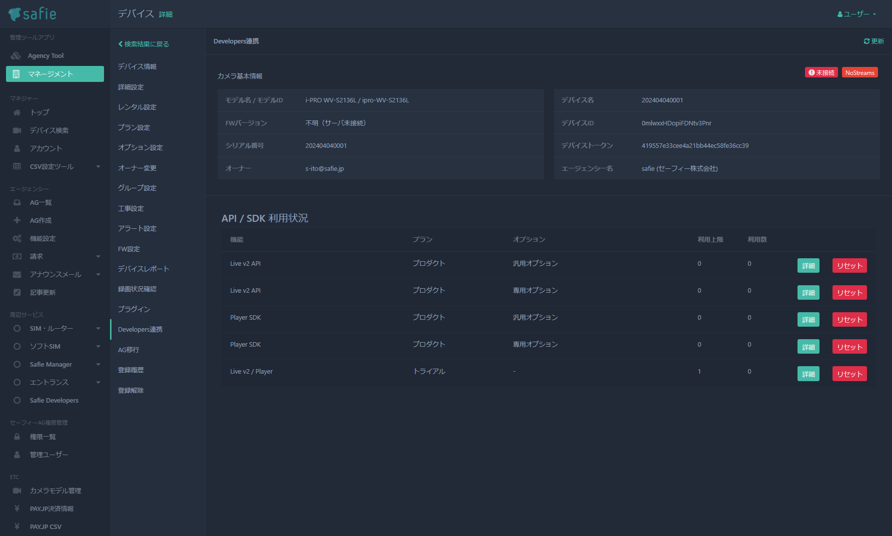 safie
デバイス 詳細
ユーザー
管理ツールアプリ
Agency Tool
マネージメント
マネジャー
トップ
デバイス検索
アカウント
CSV設定ツール
エージェンシー
AG一覧
AG作成
機能設定
請求
アナウンスメール
記事更新
周辺サービス
SIM・ルーター
ソフトSIM
Safie Manager
エントランス
Safie Developers
セーフィーAG権限管理
権限一覧
管理ユーザー
ETC
カメラモデル管理
PAY.JP決済情報
PAY.JP CSV
検索結果に戻る
デバイス情報
詳細設定
レンタル設定
プラン設定
オプション設定
オーナー変更
グループ設定
工事設定
アラート設定
FW設定
デバイスレポート
録画状況確認
プラグイン
Developers連携
AG移行
登録履歴
登録解除
Developers連携
更新
カメラ基本情報
未接続 NoStreams
モデル名 / モデルID i-PRO WV-S2136L / ipro-WV-S2136L
FWバージョン 不明（サーバ未接続）
シリアル番号 202404040001
オーナー s-ito@safie.jp
デバイス名 202404040001
デバイスID
デバイストークン 419557e33cee4a21bb44ec58fe36cc39
エージェンシー名 safie (セーフィー株式会社)
API / SDK 利用状況
機能 プラン オプション 利用上限 利用数
Live v2 API プロダクト 汎用オプション 0 0 詳細 リセット
Live v2 API プロダクト 専用オプション 0 0 詳細 リセット
Player SDK プロダクト 汎用オプション 0 0 詳細 リセット
Player SDK プロダクト 専用オプション 0 0 詳細 リセット
Live v2 / Player トライアル - 1 0 詳細 リセット